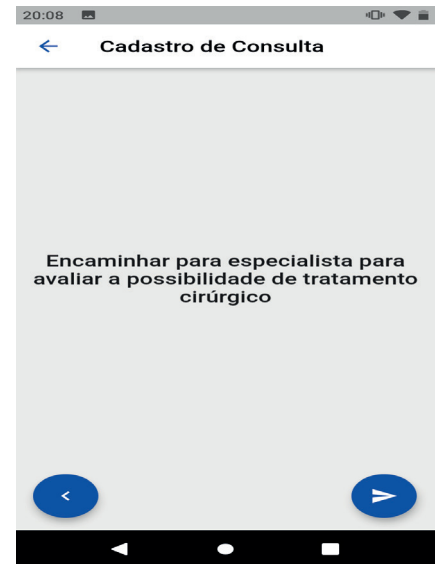 20:08
Cadastro de Consulta
Encaminhar para especialista para
avaliar a possibilidade de tratamento
cirúrgico